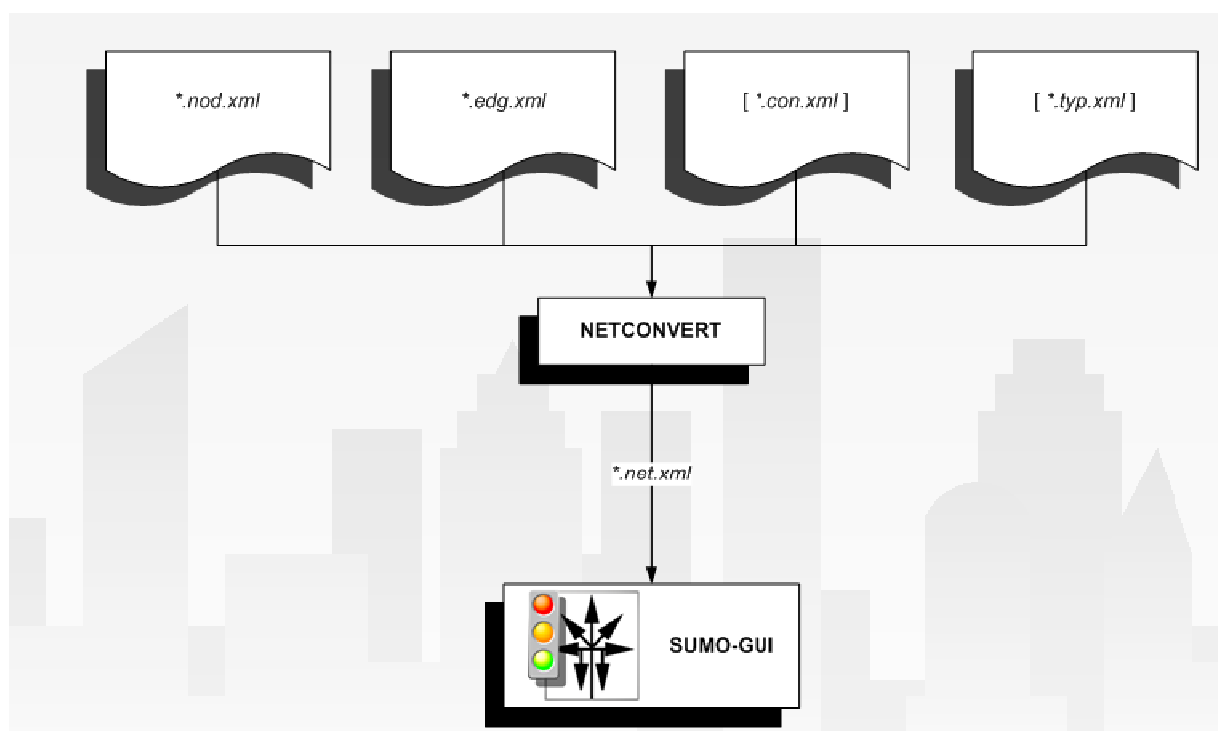 *.nod.xml
*.edg.xml
[ *.con.xml ]
[ *.typ.xml ]
NETCONVERT
*.net.xml
SUMO-GUI